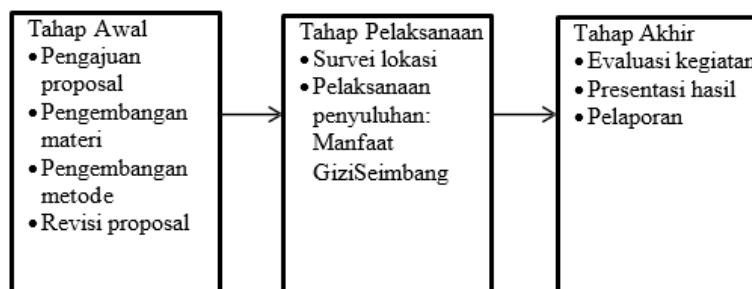 Tahap Awal
• Pengajuan
proposal
• Pengembangan
materi
• Pengembangan
metode
• Revisi proposal
Tahap Pelaksanaan
• Survei lokasi
• Pelaksanaan
penyuluhan:
Manfaat
GiziSeimbang
Tahap Akhir
• Evaluasi kegiatan
• Presentasi hasil
• Pelaporan